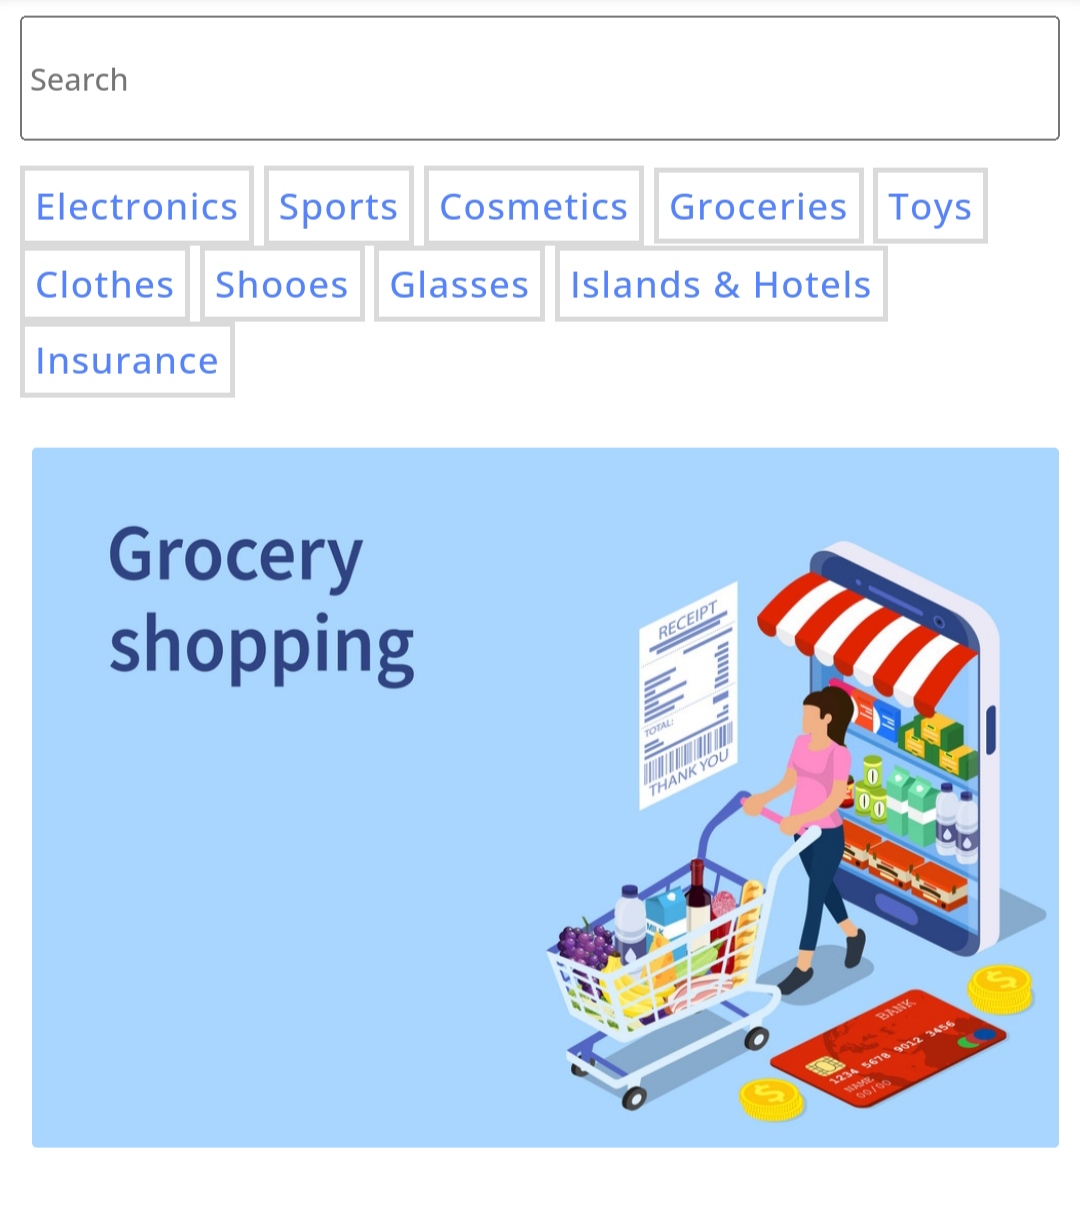 Search
Electronics Sports Cosmetics Groceries Toys
Clothes Shooes Glasses Islands & Hotels
Insurance
Grocery
shopping
RECEIPT
TOTAL:
THANK YOU
MILK
BANK
1234 5678 9012 3456
NAME
00/00